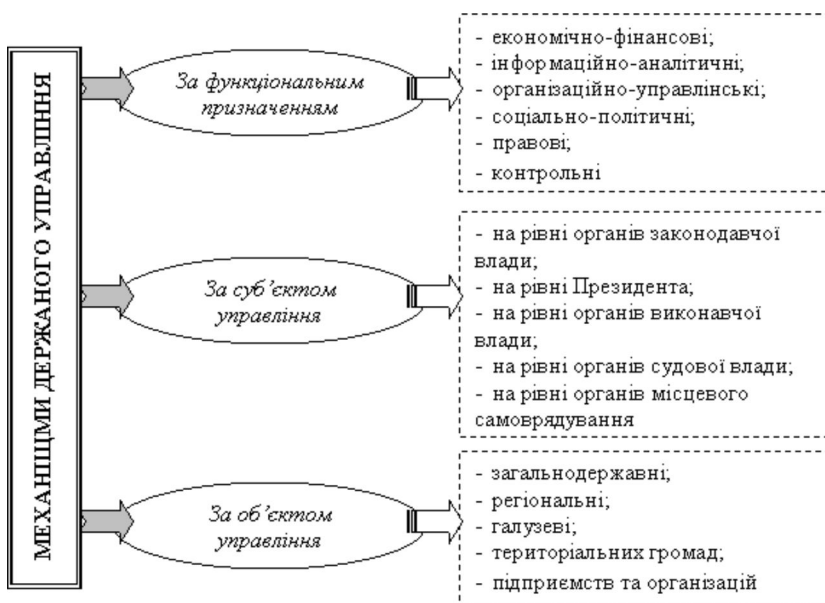 МЕХАНІЩМИ ДЕРЖАНОГО УПРАВЛІННЯ
За функціональним
призначенням
- економічно-фінансові;
- інформаційно-аналітичні;
- організаційно-управлінські;
- соціально-політичні;
- правові;
- контрольні
За суб’єктом
управління
- на рівні органів законодавчої
влади;
- на рівні Президента;
- на рівні органів виконавчої
влади;
- на рівні органів судової влади;
- на рівні органів місцевого
самоврядування
За об’єктом
управління
- загальнодержавні;
- регіональні;
- галузеві;
- територіальних громад;
- підприємств та організацій